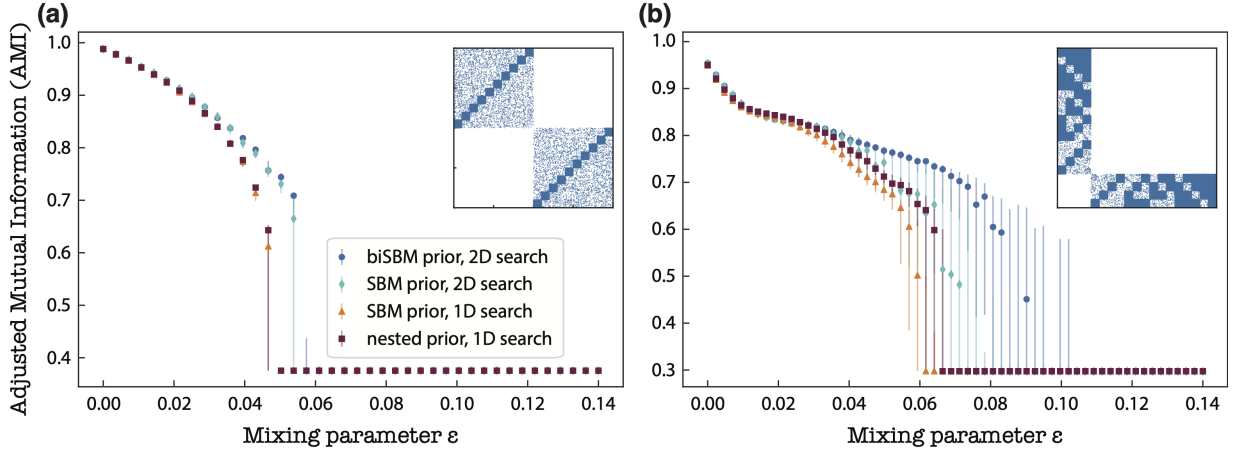 (a)
Adjusted Mutual Information (AMI)
1.0
0.9
0.8
0.7
0.6
0.5
0.4
biSBM prior, 2D search
SBM prior, 2D search
SBM prior, 1D search
nested prior, 1D search
0.00 0.02 0.04 0.06 0.08 0.10 0.12 0.14
Mixing parameter ε
(b)
1.0
0.9
0.8
0.7
0.6
0.5
0.4
0.3
0.00 0.02 0.04 0.06 0.08 0.10 0.12 0.14
Mixing parameter ε